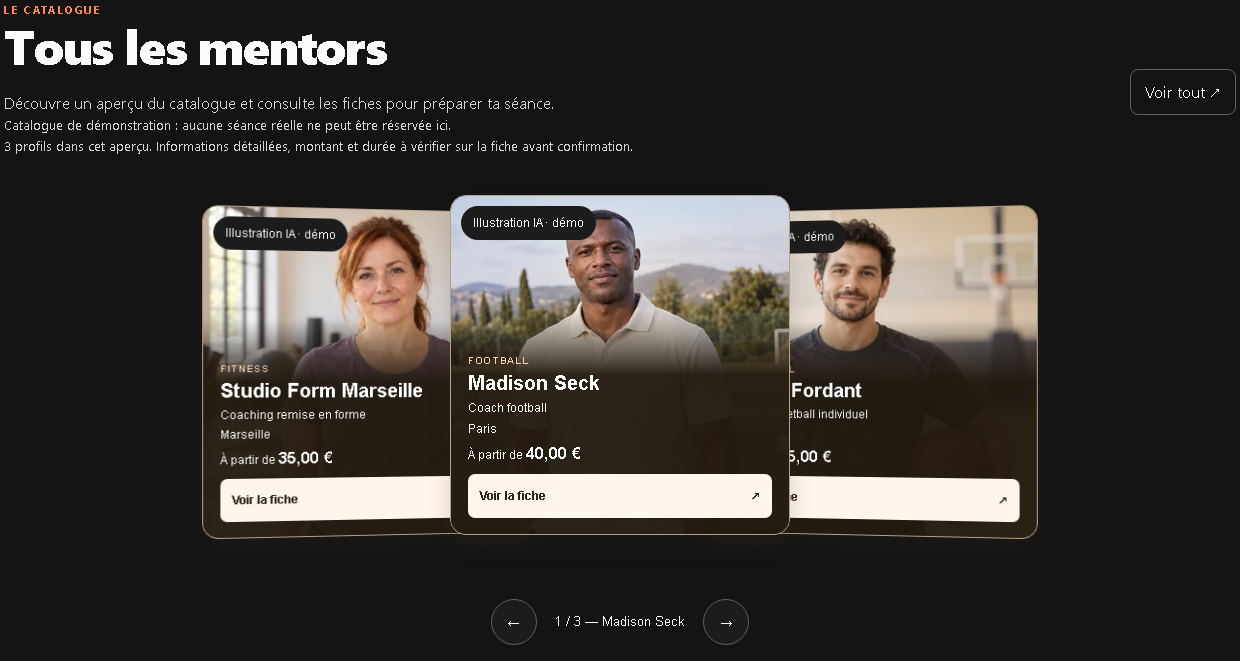 LE CATALOGUE
Tous les mentors
Découvre un aperçu du catalogue et consulte les fiches pour préparer ta séance.
Catalogue de démonstration : aucune séance réelle ne peut être réservée ici.
3 profils dans cet aperçu. Informations détaillées, montant et durée à vérifier sur la fiche avant confirmation.
Voir tout ↗
Illustration IA · démo
FITNESS
Studio Form Marseille
Coaching remise en forme
Marseille
À partir de 35,00 €
Voir la fiche
Illustration IA · démo
FOOTBALL
Madison Seck
Coach football
Paris
À partir de 40,00 €
Voir la fiche ↗
· démo
Fordant
individuel
€
↗
← 1 / 3 — Madison Seck →